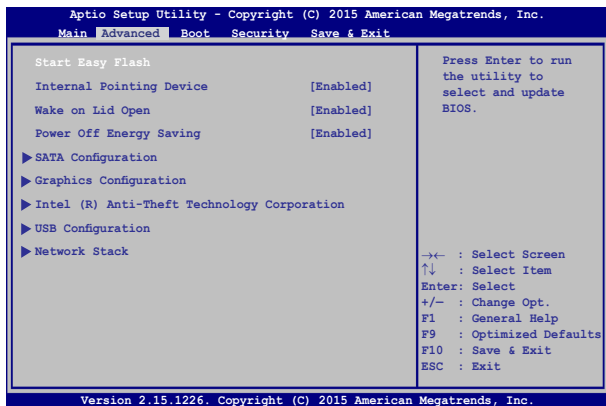 Aptio Setup Utility - Copyright (C) 2015 American Megatrends, Inc.
Main Advanced Boot Security Save & Exit
Start Easy Flash
Internal Pointing Device [Enabled]
Wake on Lid Open [Enabled]
Power Off Energy Saving [Enabled]
SATA Configuration
Graphics Configuration
Intel (R) Anti-Theft Technology Corporation
USB Configuration
Network Stack
Press Enter to run
the utility to
select and update
BIOS.
→← : Select Screen
↑↓ : Select Item
Enter: Select
+/— : Change Opt.
F1 : General Help
F9 : Optimized Defaults
F10 : Save & Exit
ESC : Exit
Version 2.15.1226. Copyright (C) 2015 American Megatrends, Inc.